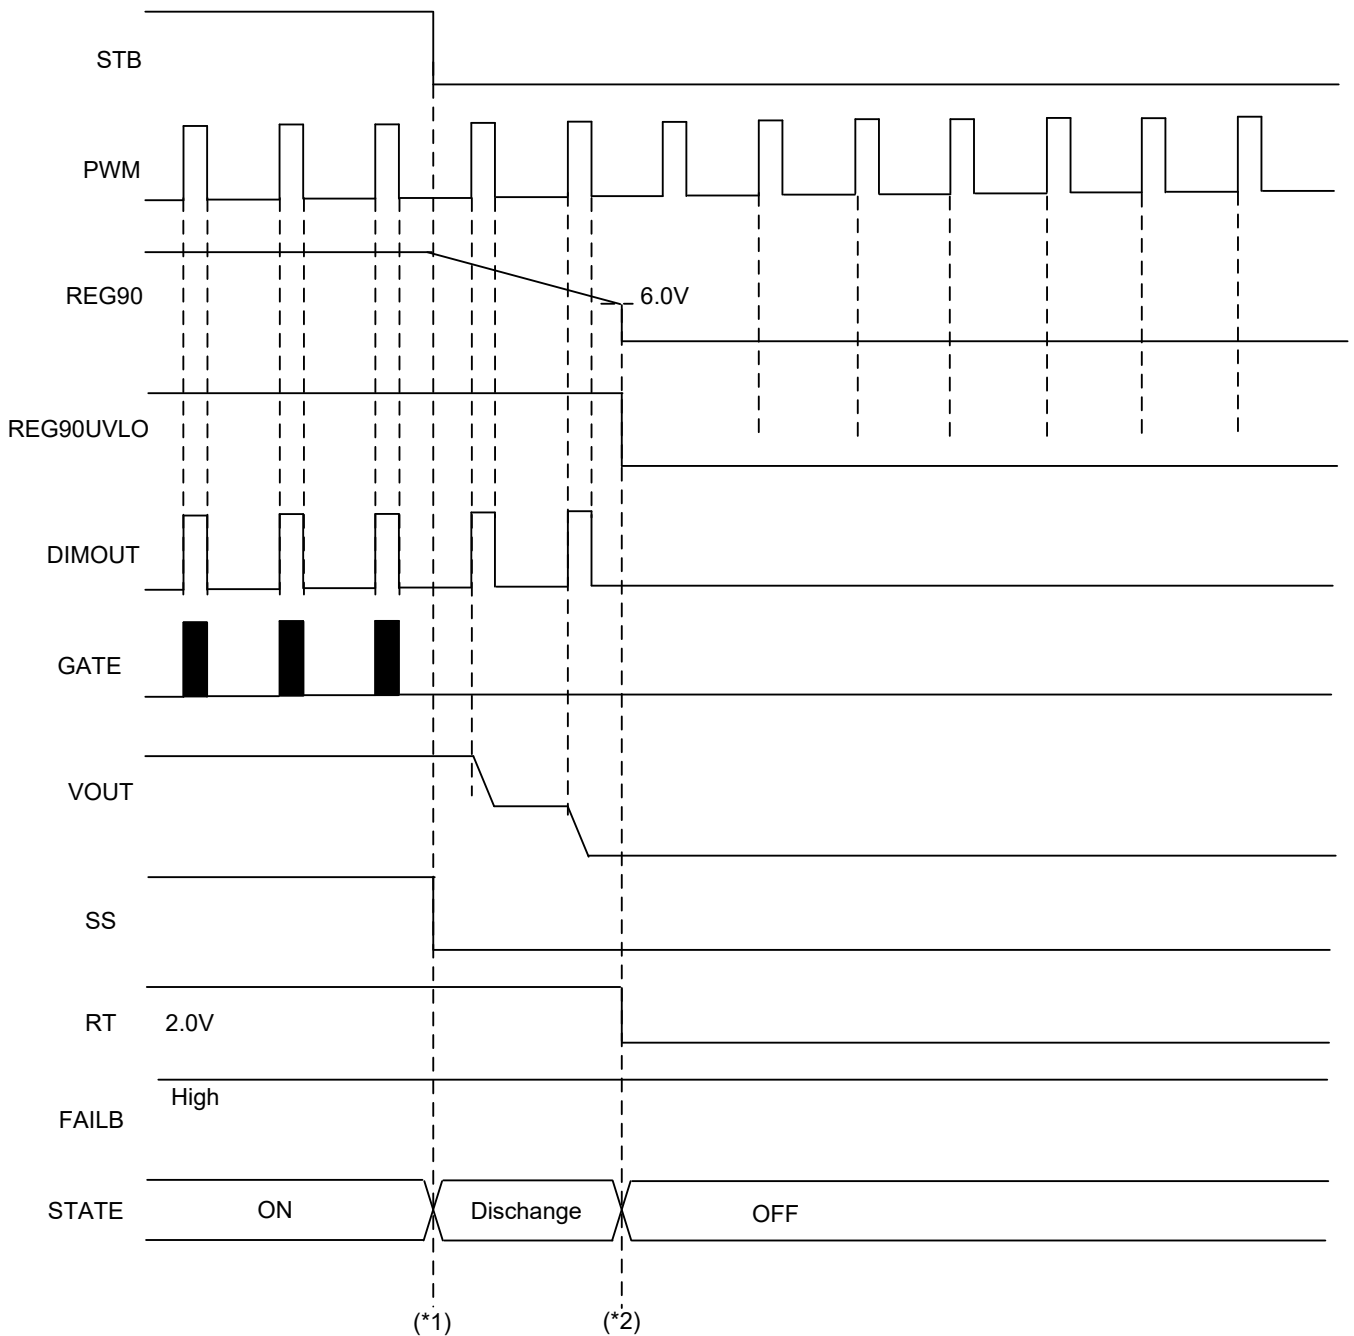 STB
PWM
REG90
6.0V
REG90UVLO
DIMOUT
GATE
VOUT
SS
RT
2.0V
High
FAILB
STATE
ON
Dischange
OFF
(*1)
(*2)